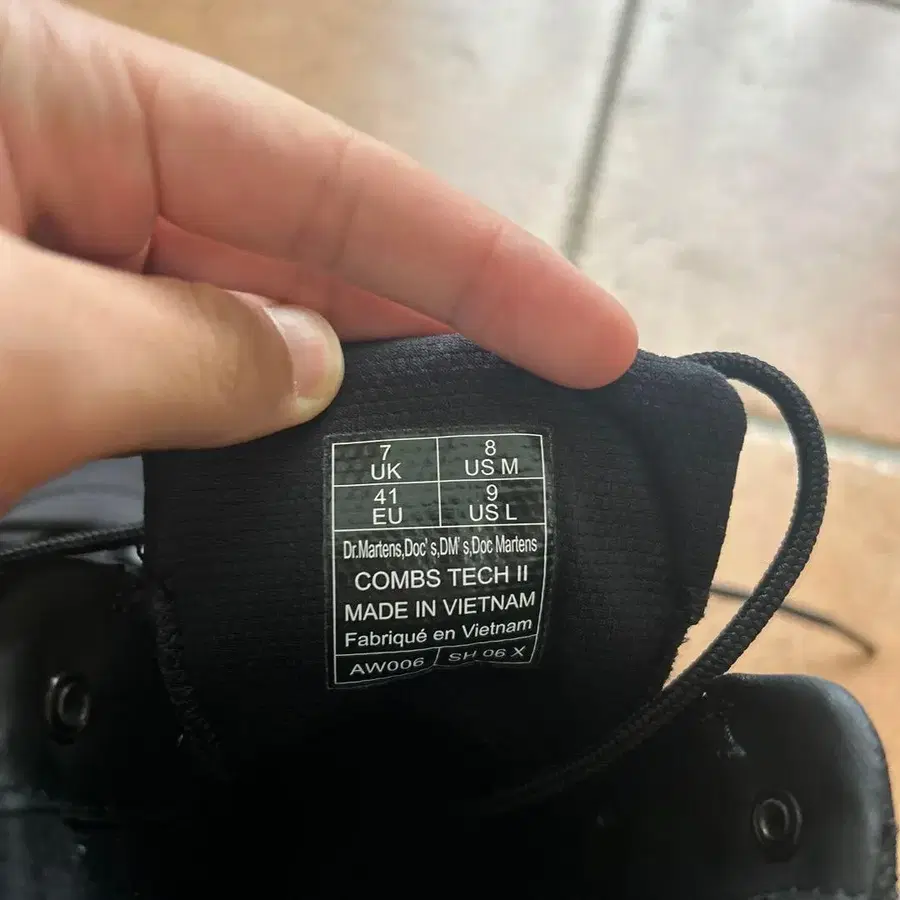 7 8
UK US M
41 9
EU US L
Dr.Martens,Doc's,DM's,Doc Martens
COMBS TECH II
MADE IN VIETNAM
Fabriqué en Vietnam
AW006 SH 06 X